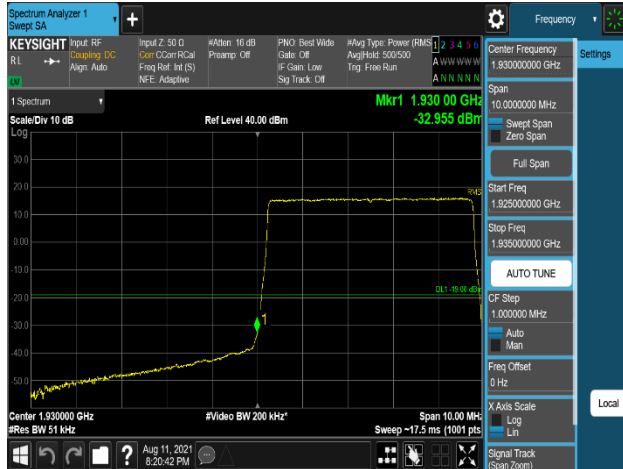 Spectrum Analyzer 1
Swept SA
+
Frequency
KEYSIGHT
RL
Input: RF
Coupling: DC
Align: Auto
Input Z: 50 Ω
Corr CCorr RCal
Freq Ref: Int (S)
NFE: Adaptive
#Atten: 16 dB
Preamp: Off
PNO: Best Wide
Gate: Off
IF Gain: Low
Sig Track: Off
#Avg Type: Power (RMS
Avg|Hold: 500/500
Trig: Free Run
1 2 3 4 5 6
A W W W W W
A N N N N N
LV
1 Spectrum
Scale/Div 10 dB
Log
Ref Level 40.00 dBm
Mkr1 1.930 00 GHz
-32.955 dBm
30.0
20.0
10.0
0.00
-10.0
-20.0
-30.0
-40.0
-50.0
RMS
DL1 -19.00 dBm
1
Center 1.930000 GHz
#Res BW 51 kHz
#Video BW 200 kHz*
Span 10.00 MHz
Sweep ~17.5 ms (1001 pts
?
Aug 11, 2021
8:20:42 PM
Center Frequency
1.930000000 GHz
Span
10.0000000 MHz
Swept Span
Zero Span
Full Span
Start Freq
1.925000000 GHz
Stop Freq
1.935000000 GHz
AUTO TUNE
CF Step
1.000000 MHz
Auto
Man
Freq Offset
0 Hz
X Axis Scale
Log
Lin
Signal Track
(Span Zoom)
Settings
Local